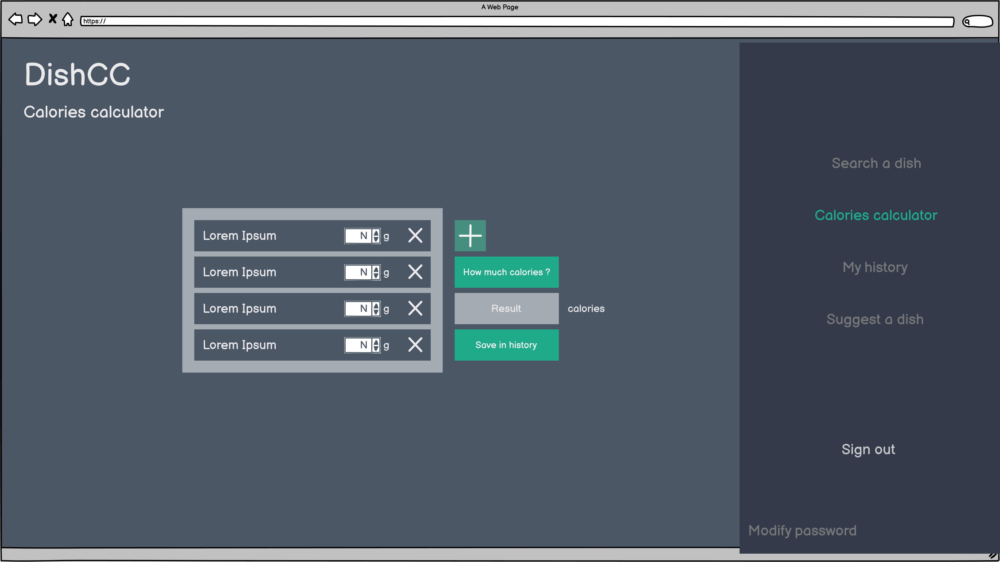 A Web Page
https://
DishCC
Calories calculator
Lorem Ipsum N g
Lorem Ipsum N g
How much calories ?
Lorem Ipsum N g
Result calories
Lorem Ipsum N g
Save in history
Search a dish
Calories calculator
My history
Suggest a dish
Sign out
Modify password